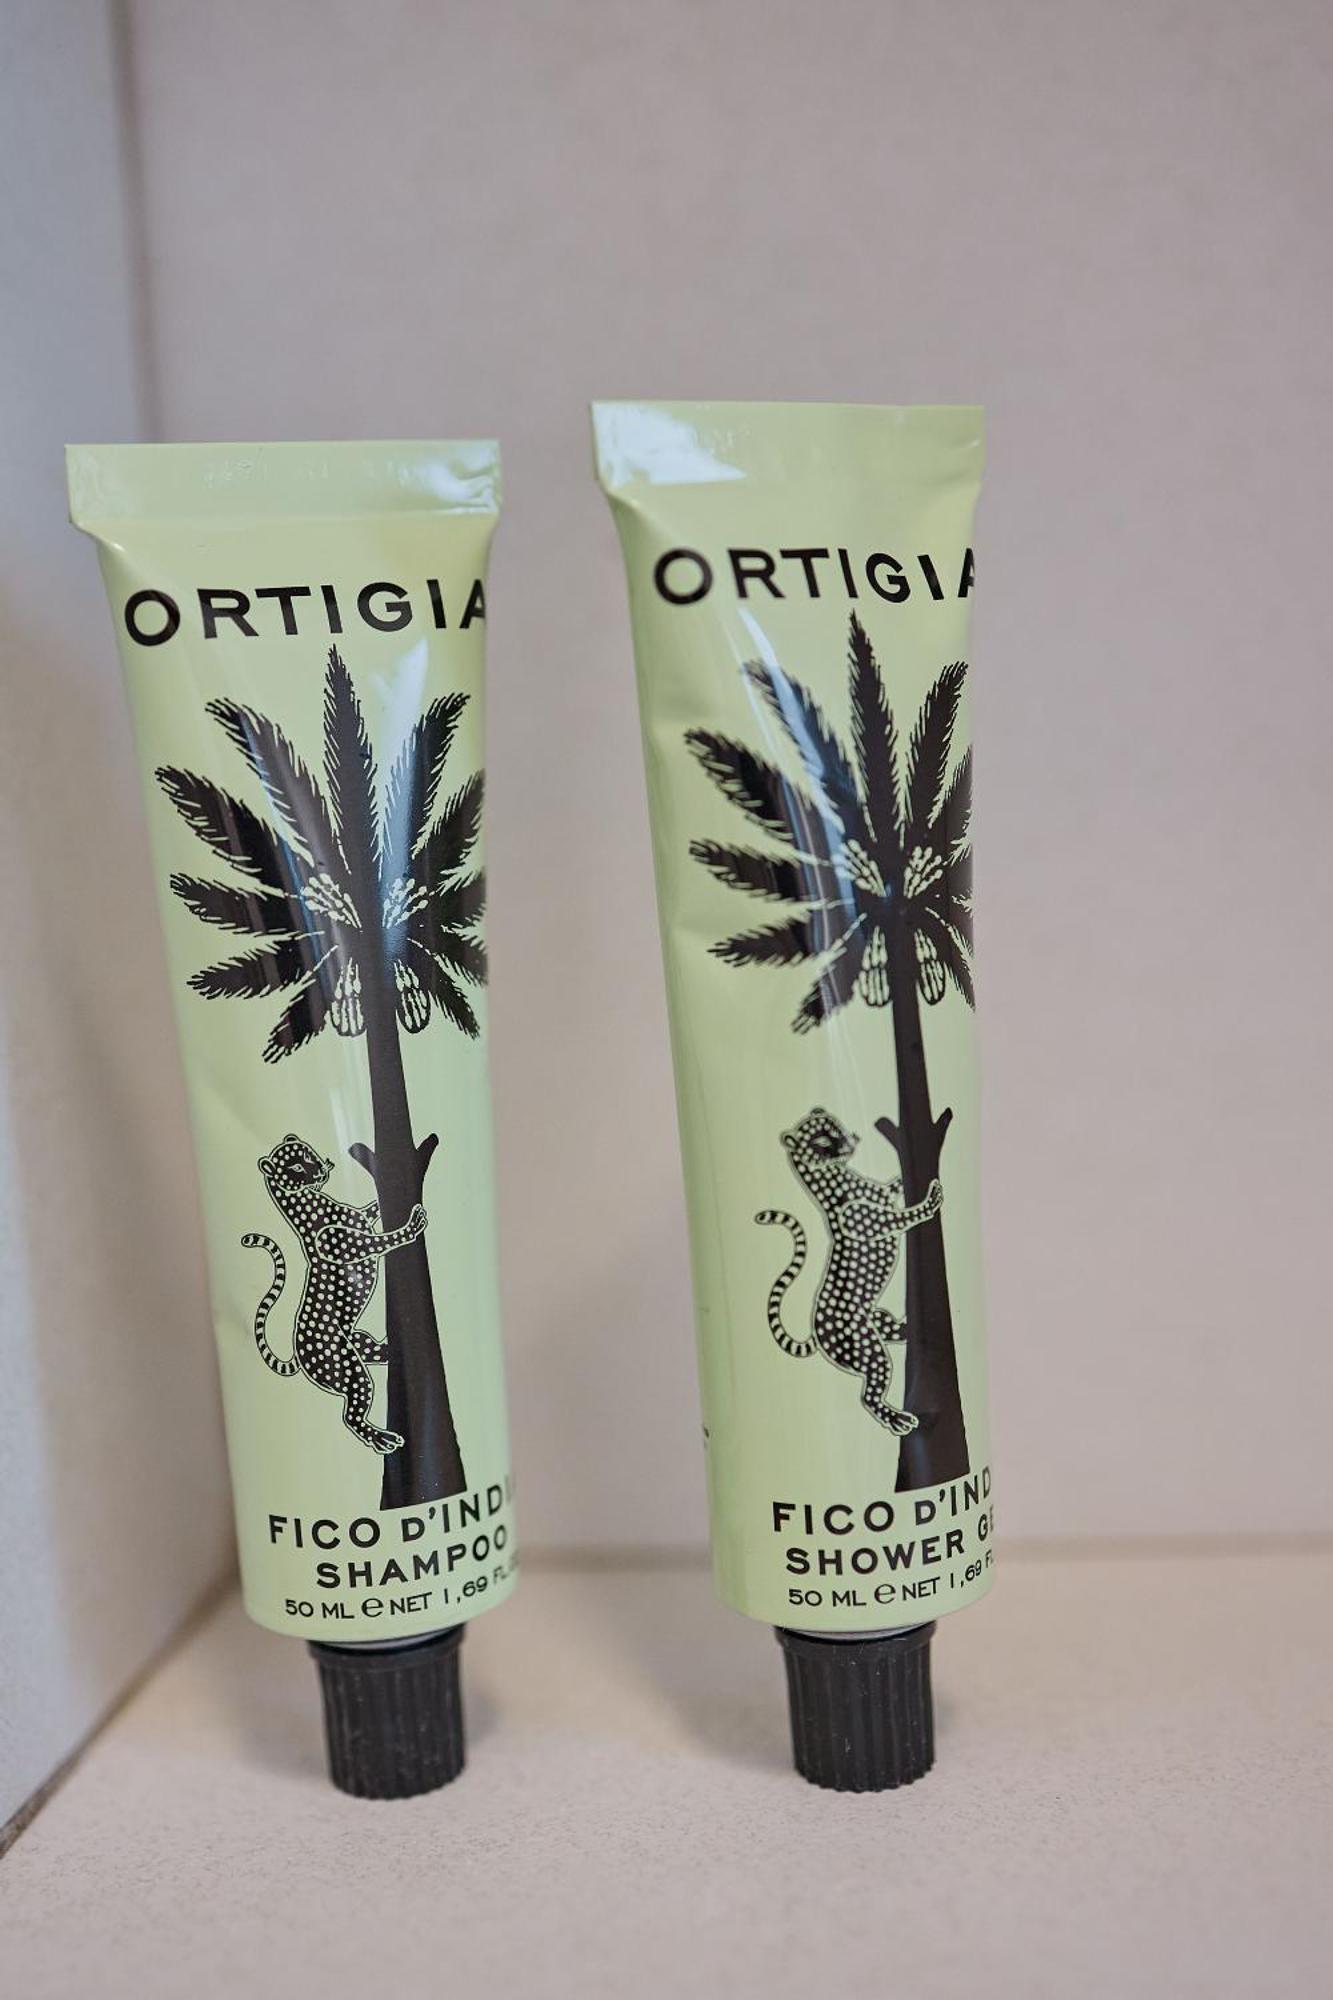 ORTIGIA
FICO D'INDIA
SHAMPOO
50 ML e NET 1,69 FL
ORTIGIA
FICO D'IND
SHOWER GE
50 ML e NET 1,69 FL